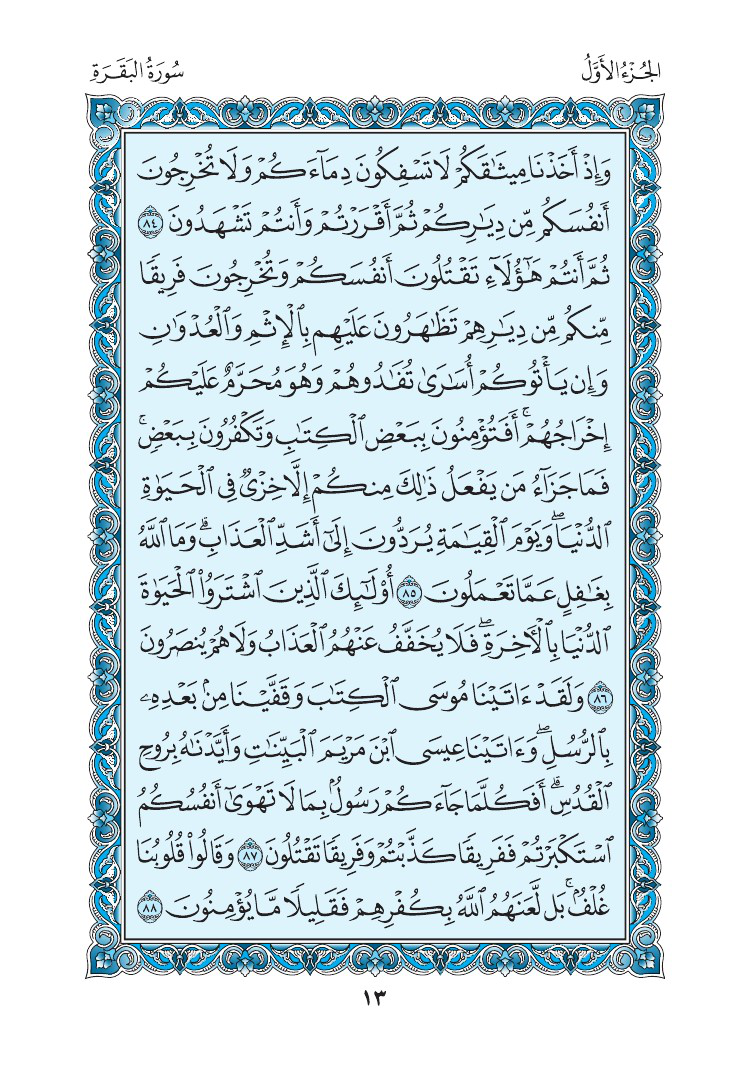 الجُزْءُ الأَوَّلُ
سُورَةُ البَقَرَةِ
وَإِذْ أَخَذْنَا مِيثَٰقَكُمْ لَا تَسْفِكُونَ دِمَآءَكُمْ وَلَا تُخْرِجُونَ
أَنفُسَكُم مِّن دِيَٰرِكُمْ ثُمَّ أَقْرَرْتُمْ وَأَنتُمْ تَشْهَدُونَ ٨٤
ثُمَّ أَنتُمْ هَٰٓؤُلَآءِ تَقْتُلُونَ أَنفُسَكُمْ وَتُخْرِجُونَ فَرِيقًا
مِّنكُم مِّن دِيَٰرِهِمْ تَظَٰهَرُونَ عَلَيْهِم بِٱلْإِثْمِ وَٱلْعُدْوَٰنِ
وَإِن يَأْتُوكُمْ أُسَٰرَىٰ تُفَٰدُوهُمْ وَهُوَ مُحَرَّمٌ عَلَيْكُمْ
إِخْرَاجُهُمْ ۚ أَفَتُؤْمِنُونَ بِبَعْضِ ٱلْكِتَٰبِ وَتَكْفُرُونَ بِبَعْضٍ ۚ
فَمَا جَزَآءُ مَن يَفْعَلُ ذَٰلِكَ مِنكُمْ إِلَّا خِزْىٌ فِى ٱلْحَيَوٰةِ
ٱلدُّنْيَا ۖ وَيَوْمَ ٱلْقِيَٰمَةِ يُرَدُّونَ إِلَىٰٓ أَشَدِّ ٱلْعَذَابِ ۗ وَمَا ٱللَّهُ
بِغَٰفِلٍ عَمَّا تَعْمَلُونَ ٨٥ أُو۟لَٰٓئِكَ ٱلَّذِينَ ٱشْتَرَوُا۟ ٱلْحَيَوٰةَ
ٱلدُّنْيَا بِٱلْءَاخِرَةِ ۖ فَلَا يُخَفَّفُ عَنْهُمُ ٱلْعَذَابُ وَلَا هُمْ يُنصَرُونَ
٨٦ وَلَقَدْ ءَاتَيْنَا مُوسَى ٱلْكِتَٰبَ وَقَفَّيْنَا مِنۢ بَعْدِهِۦ
بِٱلرُّسُلِ ۖ وَءَاتَيْنَا عِيسَى ٱبْنَ مَرْيَمَ ٱلْبَيِّنَٰتِ وَأَيَّدْنَٰهُ بِرُوحِ
ٱلْقُدُسِ ۗ أَفَكُلَّمَا جَآءَكُمْ رَسُولٌۢ بِمَا لَا تَهْوَىٰٓ أَنفُسُكُمُ
ٱسْتَكْبَرْتُمْ فَفَرِيقًا كَذَّبْتُمْ وَفَرِيقًا تَقْتُلُونَ ٨٧ وَقَالُوا۟ قُلُوبُنَا
غُلْفٌۢ ۚ بَل لَّعَنَهُمُ ٱللَّهُ بِكُفْرِهِمْ فَقَلِيلًا مَّا يُؤْمِنُونَ ٨٨
١٣